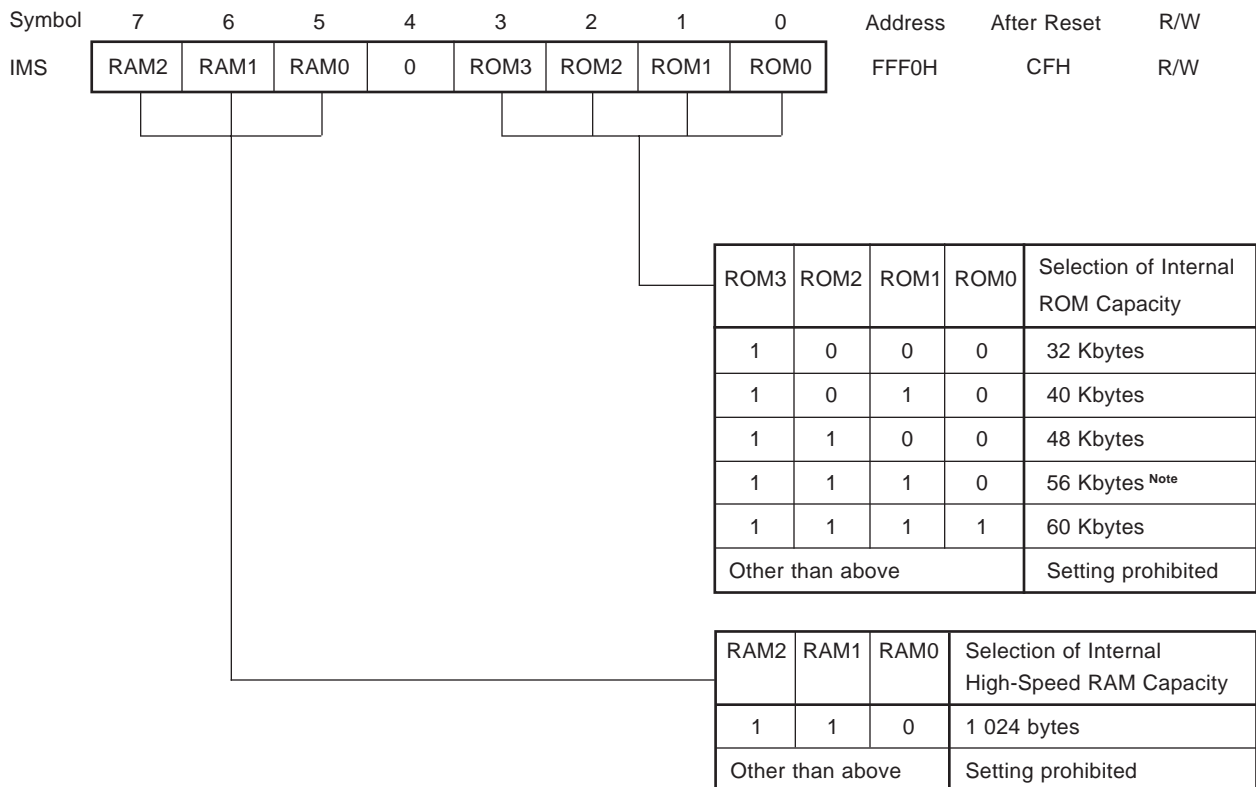 Symbol 7 6 5 4 3 2 1 0 Address After Reset R/W
IMS RAM2 RAM1 RAM0 0 ROM3 ROM2 ROM1 ROM0 FFF0H CFH R/W
ROM3 ROM2 ROM1 ROM0 Selection of Internal
ROM Capacity
1 0 0 0 32 Kbytes
1 0 1 0 40 Kbytes
1 1 0 0 48 Kbytes
1 1 1 0 56 Kbytes Note
1 1 1 1 60 Kbytes
Other than above Setting prohibited
RAM2 RAM1 RAM0 Selection of Internal
High-Speed RAM Capacity
1 1 0 1 024 bytes
Other than above Setting prohibited